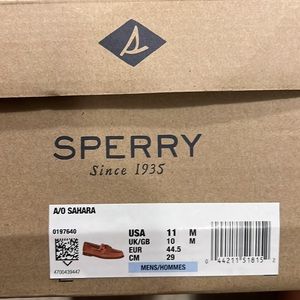 SPERRY
Since 1935
A/O SAHARA
0197640
4700439447
USA 11 M
UK/GB 10 M
EUR 44.5
CM 29
MENS/HOMMES
0 44211 51815 2